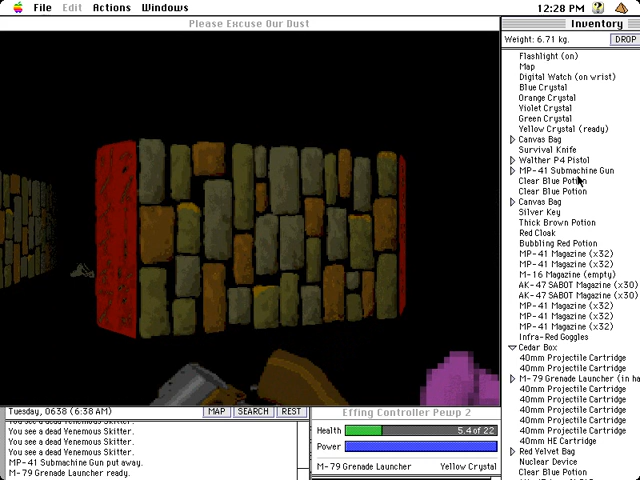 File Edit Actions Windows 12:28 PM
Please Excuse Our Dust
Inventory
Weight: 6.71 kg. DROP
Flashlight (on)
Map
Digital Watch (on wrist)
Blue Crystal
Orange Crystal
Violet Crystal
Green Crystal
Yellow Crystal (ready)
Canvas Bag
Survival Knife
Walther P4 Pistol
MP-41 Submachine Gun
Clear Blue Potion
Clear Blue Potion
Canvas Bag
Silver Key
Thick Brown Potion
Red Cloak
Bubbling Red Potion
MP-41 Magazine (x32)
MP-41 Magazine (x32)
M-16 Magazine (empty)
AK-47 SABOT Magazine (x30)
AK-47 SABOT Magazine (x30)
MP-41 Magazine (x32)
MP-41 Magazine (x32)
MP-41 Magazine (x32)
Infra-Red Goggles
Cedar Box
40mm Projectile Cartridge
40mm Projectile Cartridge
M-79 Grenade Launcher (in ha
40mm Projectile Cartridge
40mm Projectile Cartridge
40mm Projectile Cartridge
40mm Projectile Cartridge
40mm Projectile Cartridge
40mm HE Cartridge
Red Velvet Bag
Nuclear Device
Clear Blue Potion
Tuesday, 0638 (6:38 AM) MAP SEARCH REST
You see a dead Venemous Skitter.
You see a dead Venemous Skitter.
You see a dead Venemous Skitter.
You see a dead Venemous Skitter.
MP-41 Submachine Gun put away.
M-79 Grenade Launcher ready.
Effing Controller Pewp 2
Health 5.4 of 22
Power
M-79 Grenade Launcher Yellow Crystal